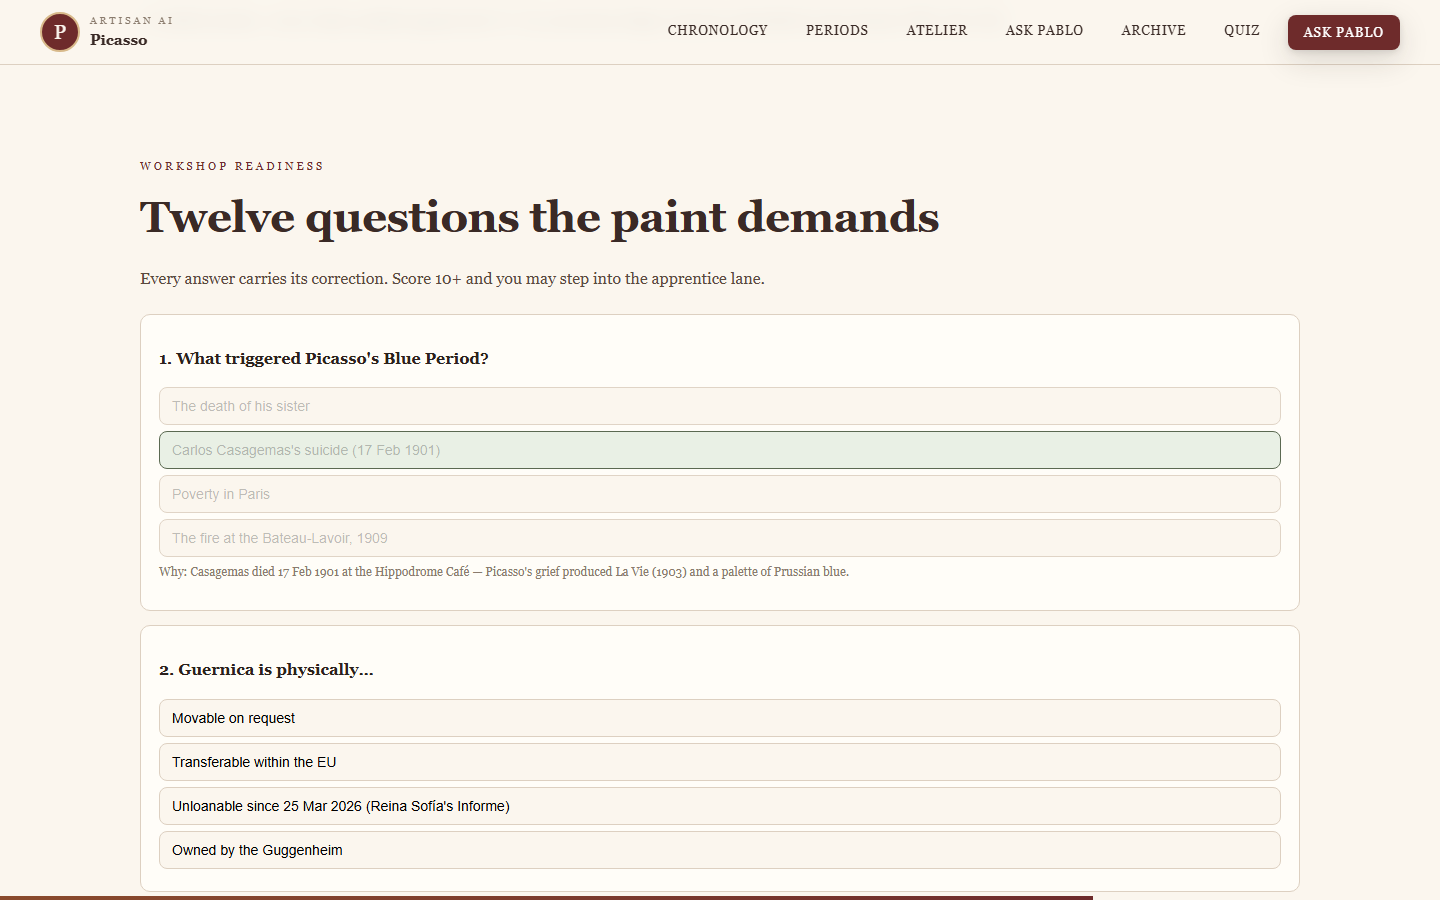 P
ARTISAN AI
Picasso
CHRONOLOGY PERIODS ATELIER ASK PABLO ARCHIVE QUIZ ASK PABLO
WORKSHOP READINESS
Twelve questions the paint demands
Every answer carries its correction. Score 10+ and you may step into the apprentice lane.
1. What triggered Picasso's Blue Period?
The death of his sister
Carlos Casagemas's suicide (17 Feb 1901)
Poverty in Paris
The fire at the Bateau-Lavoir, 1909
Why: Casagemas died 17 Feb 1901 at the Hippodrome Café — Picasso's grief produced La Vie (1903) and a palette of Prussian blue.
2. Guernica is physically...
Movable on request
Transferable within the EU
Unloanable since 25 Mar 2026 (Reina Sofía's Informe)
Owned by the Guggenheim